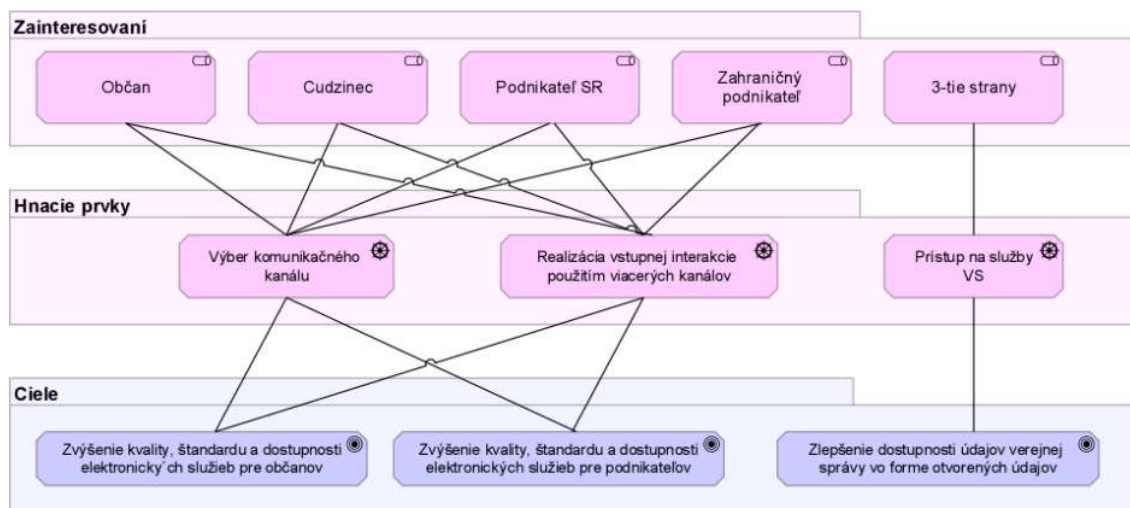 Zainteresovaní
Občan
Cudzinec
Podnikateľ SR
Zahraničný
podnikateľ
3-tie strany
Hnacie prvky
Výber komunikačného
kanálu
Realizácia vstupnej interakcie
použitím viacerých kanálov
Prístup na služby
VS
Ciele
Zvýšenie kvality, štandardu a dostupnosti
elektronicky´ch služieb pre občanov
Zvýšenie kvality, štandardu a dostupnosti
elektronických služieb pre podnikateľov
Zlepšenie dostupnosti údajov verejnej
správy vo forme otvorených údajov